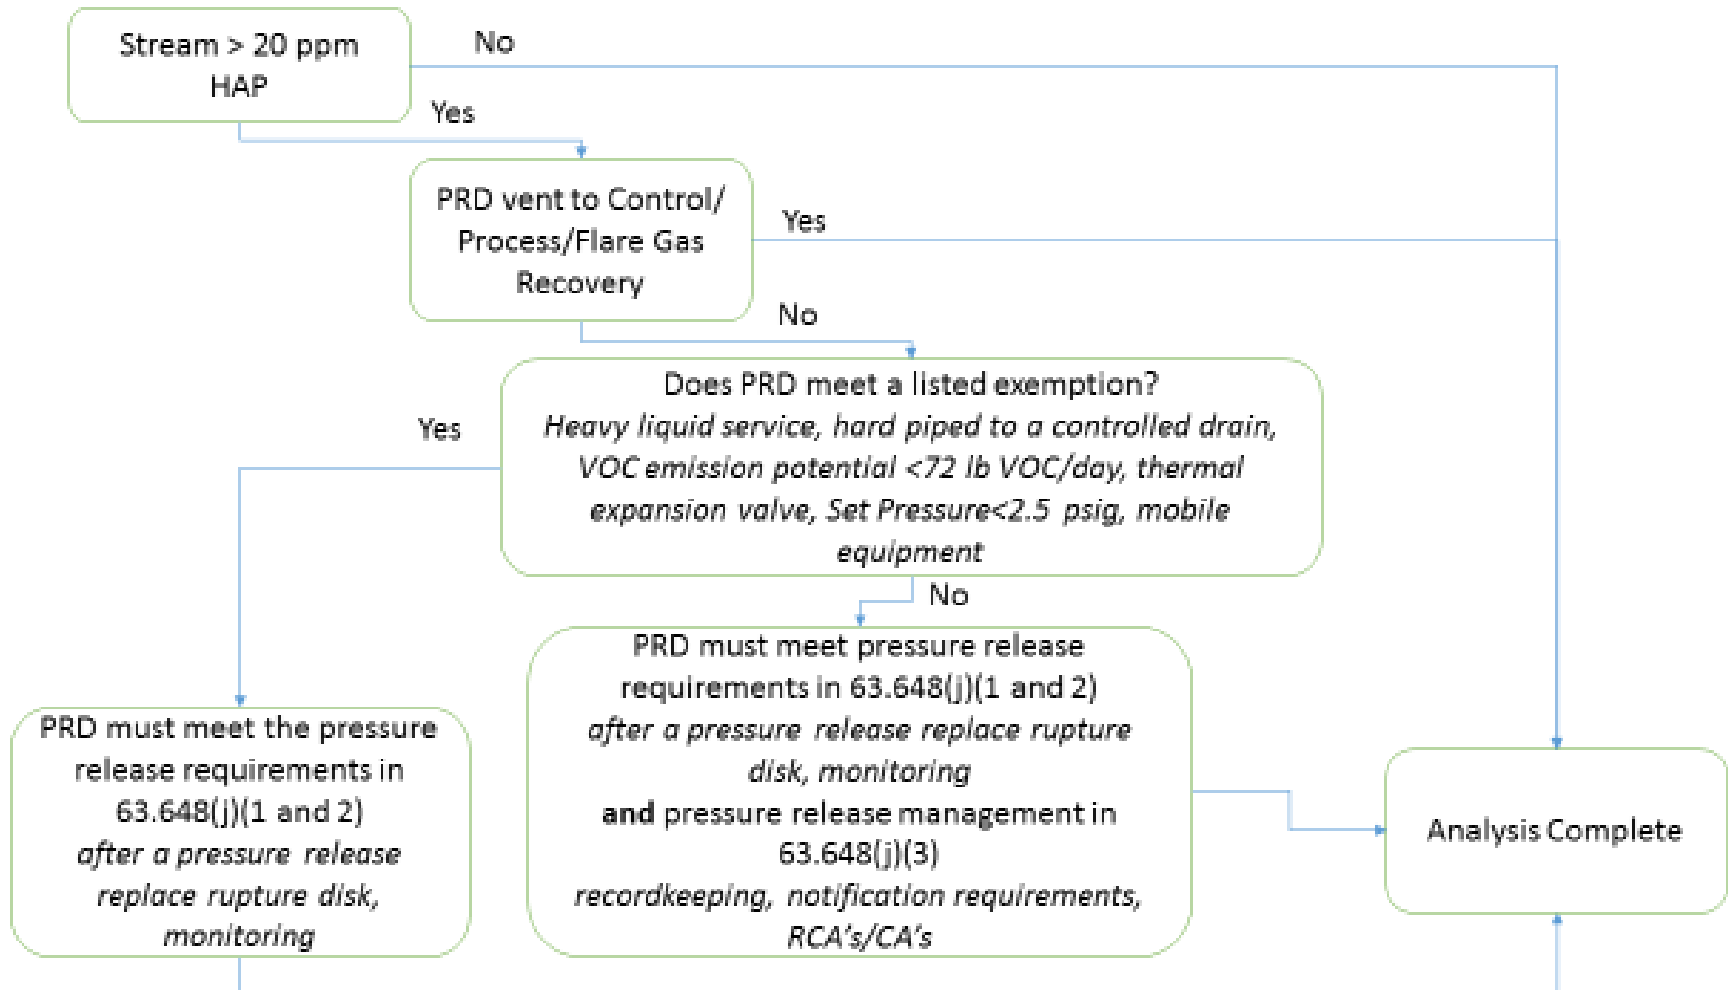 Stream > 20 ppm
HAP
No
Yes
PRD vent to Control/
Process/Flare Gas
Recovery
Yes
No
Does PRD meet a listed exemption?
Heavy liquid service, hard piped to a controlled drain,
VOC emission potential <72 lb VOC/day, thermal
expansion valve, Set Pressure<2.5 psig, mobile
equipment
Yes
No
PRD must meet the pressure
release requirements in
63.648(j)(1 and 2)
after a pressure release
replace rupture disk,
monitoring
PRD must meet pressure release
requirements in 63.648(j)(1 and 2)
after a pressure release replace rupture
disk, monitoring
and pressure release management in
63.648(j)(3)
recordkeeping, notification requirements,
RCA's/CA's
Analysis Complete